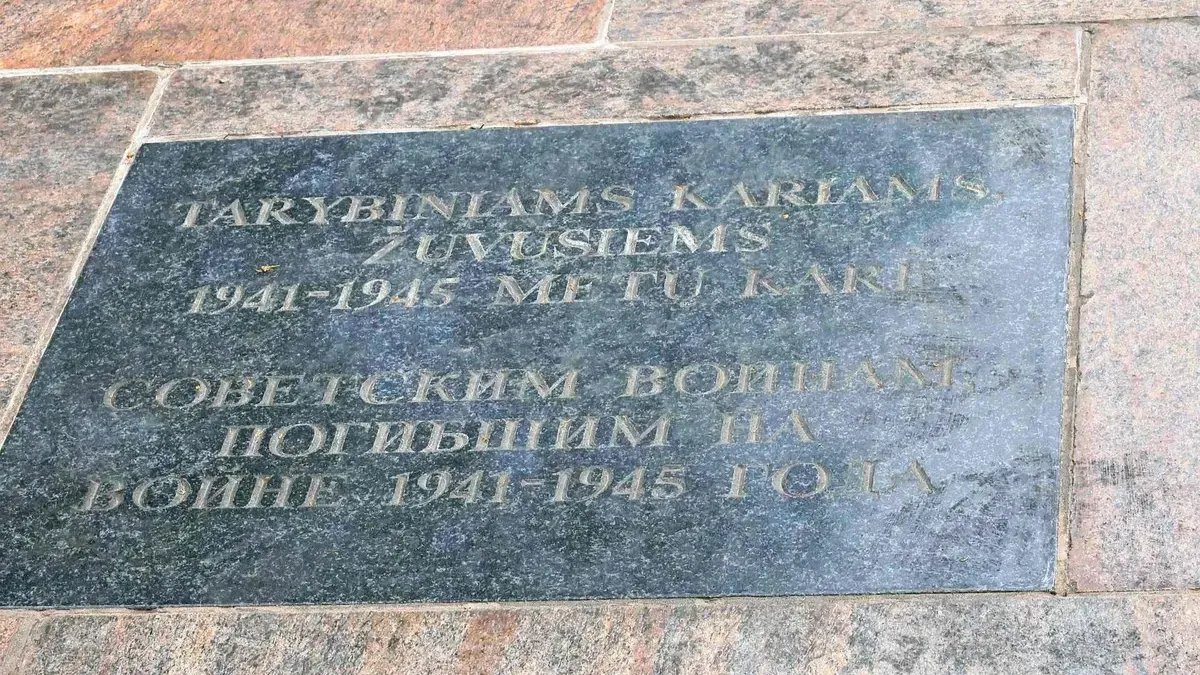 TARYBINIAMS KARIAMS,
ŽUVUSIEMS
1941-1945 METŲ KARE
СОВЕТСКИМ ВОИНАМ,
ПОГИБШИМ НА
ВОЙНЕ 1941-1945 ГОДА